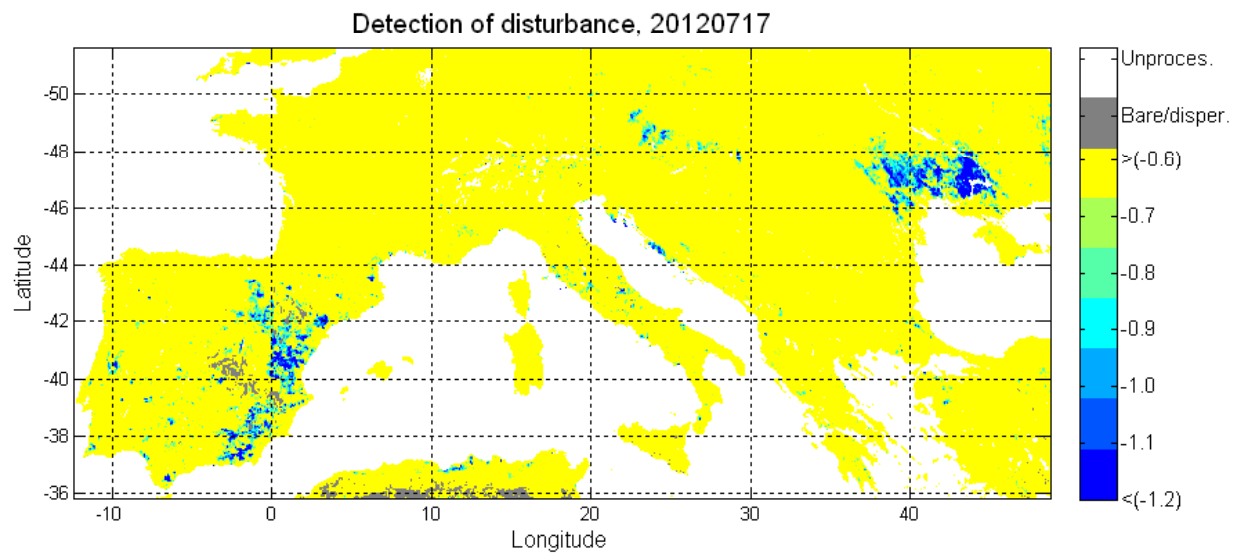 Detection of disturbance, 20120717
Unproces.
Bare/disper.
>(-0.6)
-0.7
-0.8
-0.9
-1.0
-1.1
<(-1.2)
Latitude
-50
-48
-46
-44
-42
-40
-38
-36
-10 0 10 20 30 40
Longitude